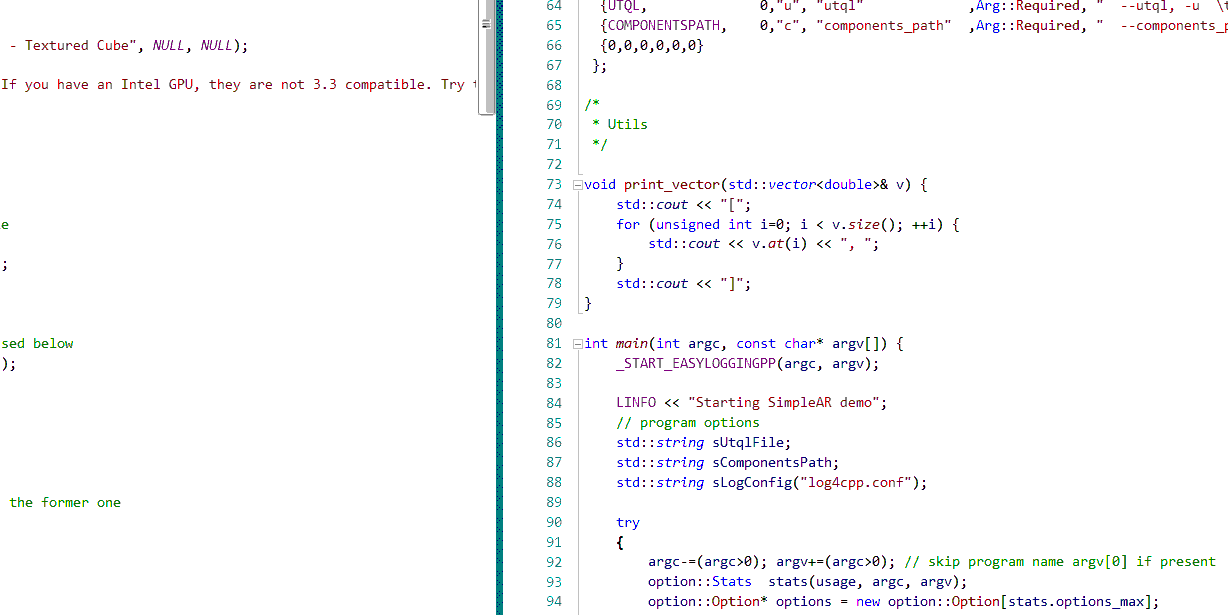 - Textured Cube", NULL, NULL);
If you have an Intel GPU, they are not 3.3 compatible. Try
e
;
sed below
);
the former one
64 {UTQL, 0,"u", "utql" ,Arg::Required, " --utql, -u \t
65 {COMPONENTSPATH, 0,"c", "components_path" ,Arg::Required, " --components_p
66 {0,0,0,0,0,0}
67 };
68
69 /*
70 * Utils
71 */
72
73 void print_vector(std::vector<double>& v) {
74 std::cout << "[";
75 for (unsigned int i=0; i < v.size(); ++i) {
76 std::cout << v.at(i) << ", ";
77 }
78 std::cout << "]";
79 }
80
81 int main(int argc, const char* argv[]) {
82 _START_EASYLOGGINGPP(argc, argv);
83
84 LINFO << "Starting SimpleAR demo";
85 // program options
86 std::string sUtqlFile;
87 std::string sComponentsPath;
88 std::string sLogConfig("log4cpp.conf");
89
90 try
91 {
92 argc-=(argc>0); argv+=(argc>0); // skip program name argv[0] if present
93 option::Stats stats(usage, argc, argv);
94 option::Option* options = new option::Option[stats.options_max];